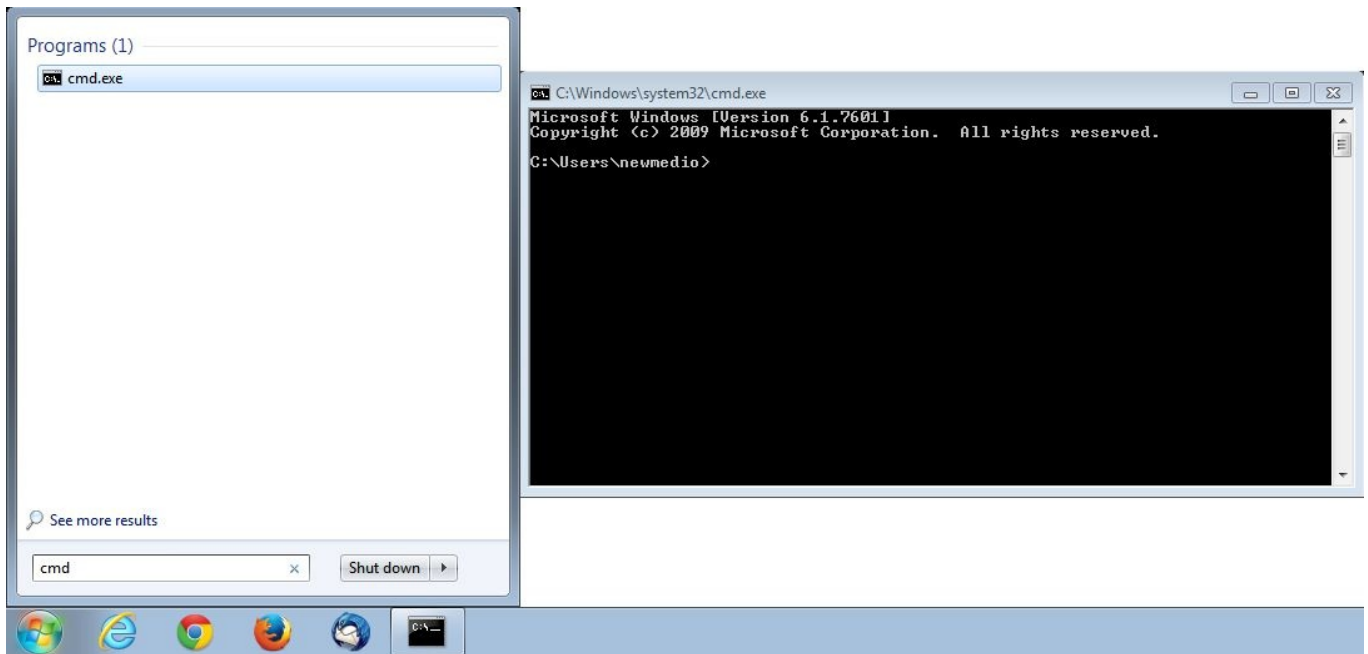 Programs (1)
cmd.exe
See more results
cmd
Shut down
C:\Windows\system32\cmd.exe
Microsoft Windows [Version 6.1.7601]
Copyright (c) 2009 Microsoft Corporation.  All rights reserved.
C:\Users\newmedio>